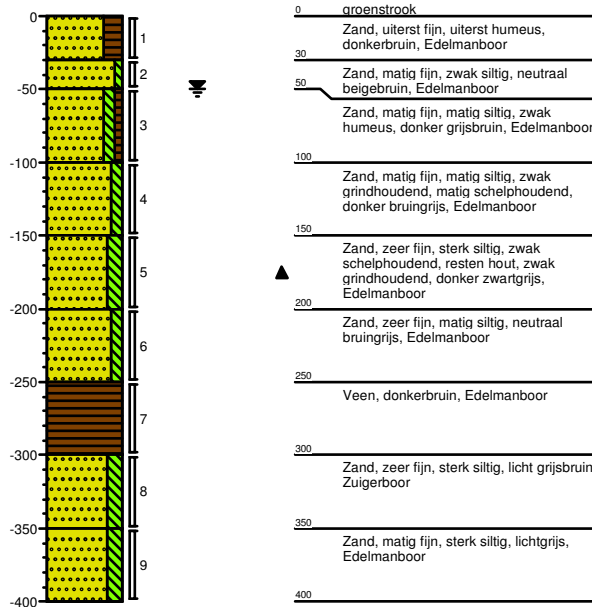 0
groenstrook
Zand, uiterst fijn, uiterst humeus,
donkerbruin, Edelmanboor
30
Zand, matig fijn, zwak siltig, neutraal
beigebruin, Edelmanboor
50
Zand, matig fijn, matig siltig, zwak
humeus, donker grijsbruin, Edelmanboor
100
Zand, matig fijn, matig siltig, zwak
grindhoudend, matig schelphoudend,
donker bruingrijs, Edelmanboor
150
Zand, zeer fijn, sterk siltig, zwak
schelphoudend, resten hout, zwak
grindhoudend, donker zwartgrijs,
Edelmanboor
200
Zand, zeer fijn, matig siltig, neutraal
bruingrijs, Edelmanboor
250
Veen, donkerbruin, Edelmanboor
300
Zand, zeer fijn, sterk siltig, licht grijsbruin
Zuigerboor
350
Zand, matig fijn, sterk siltig, lichtgrijs,
Edelmanboor
400
0
-50
-100
-150
-200
-250
-300
-350
-400
1
2
3
4
5
6
7
8
9